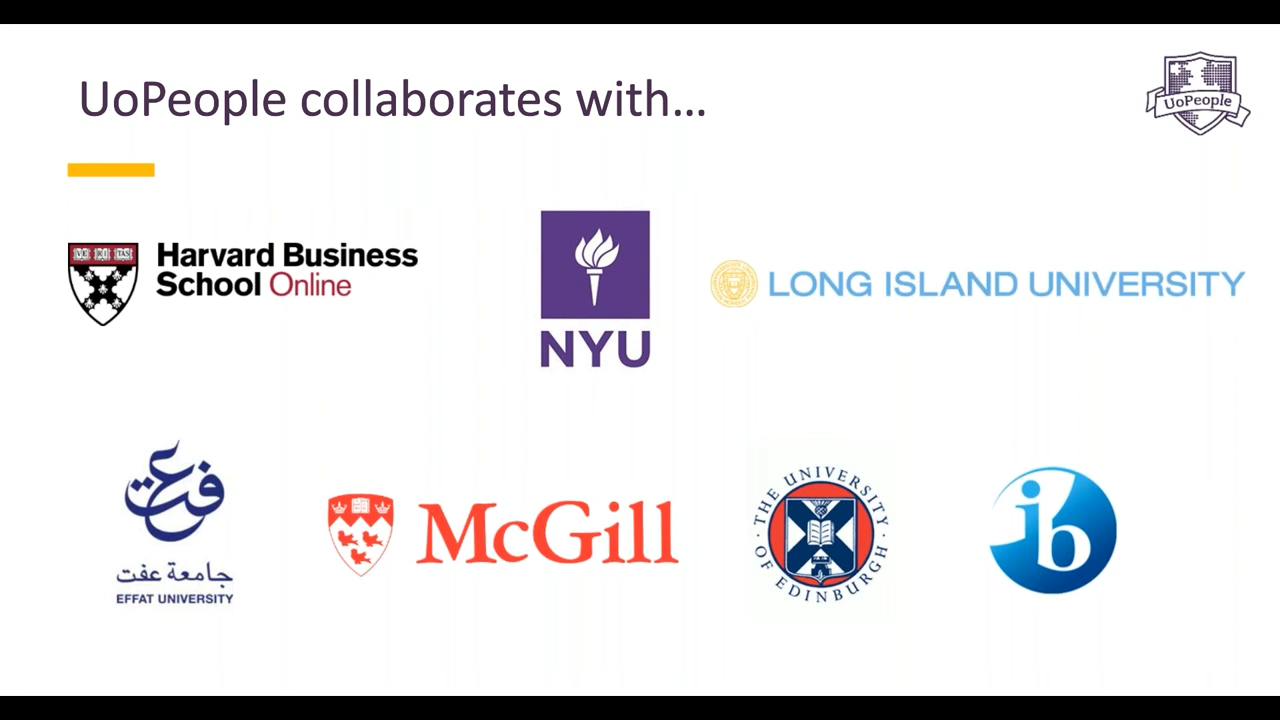 UoPeople collaborates with...
UoPeople
Harvard Business
School Online
NYU
LONG ISLAND UNIVERSITY
جامعة عفت
EFFAT UNIVERSITY
McGill
THE UNIVERSITY
OF EDINBURGH
ib